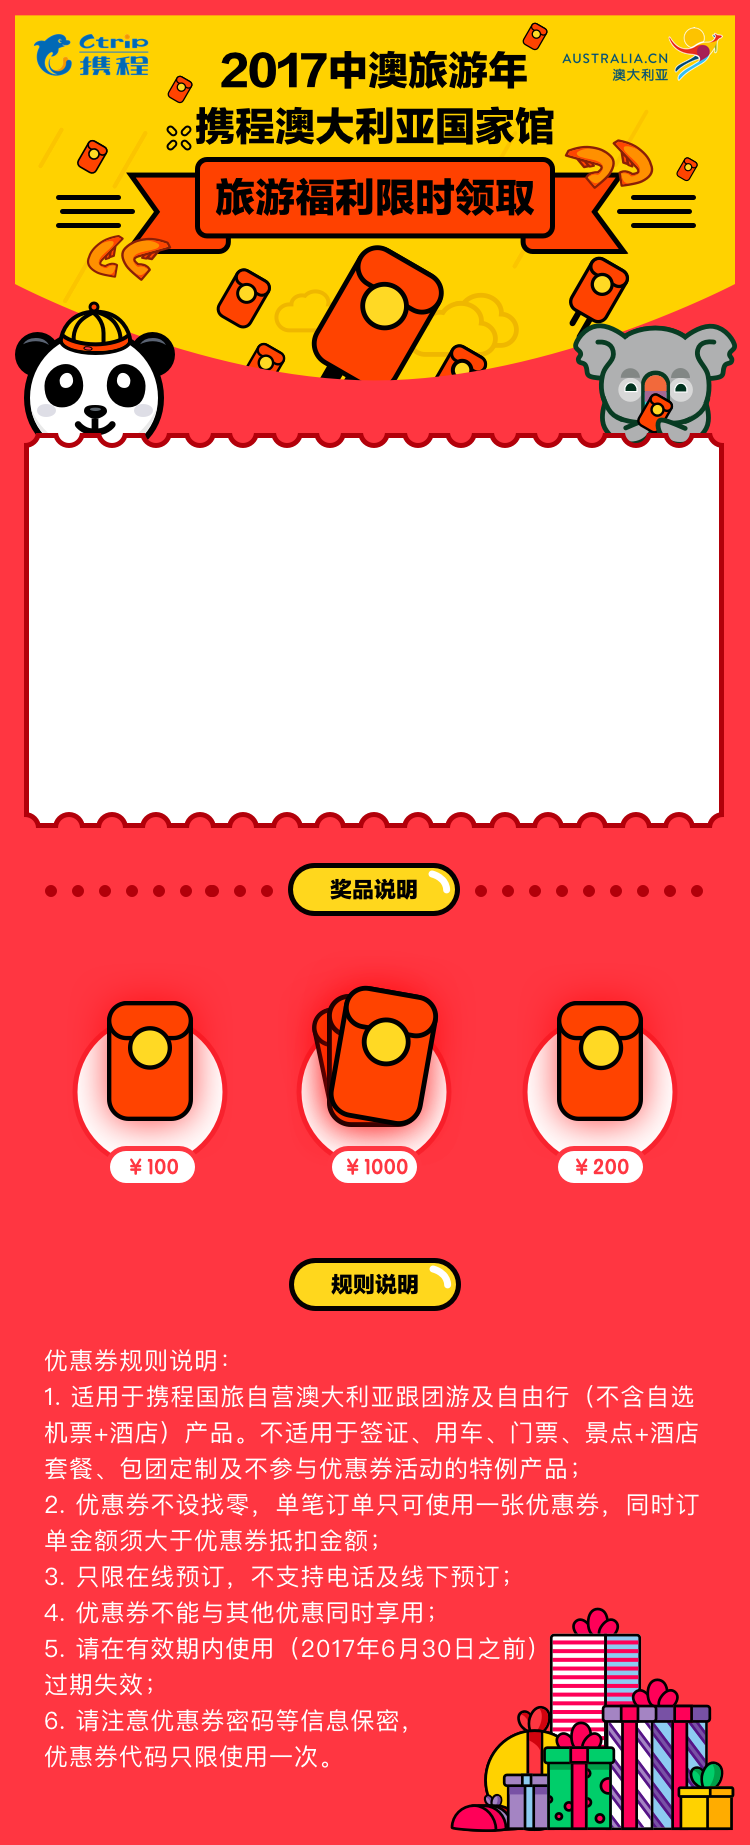 Ctrip
携程
AUSTRALIA.CN
澳大利亚
2017中澳旅游年
携程澳大利亚国家馆
旅游福利限时领取
奖品说明
¥100
¥1000
¥200
规则说明
优惠券规则说明：
1. 适用于携程国旅自营澳大利亚跟团游及自由行（不含自选
机票+酒店）产品。不适用于签证、用车、门票、景点+酒店
套餐、包团定制及不参与优惠券活动的特例产品；
2. 优惠券不设找零，单笔订单只可使用一张优惠券，同时订
单金额须大于优惠券抵扣金额；
3. 只限在线预订，不支持电话及线下预订；
4. 优惠券不能与其他优惠同时享用；
5. 请在有效期内使用（2017年6月30日之前）
过期失效；
6. 请注意优惠券密码等信息保密，
优惠券代码只限使用一次。